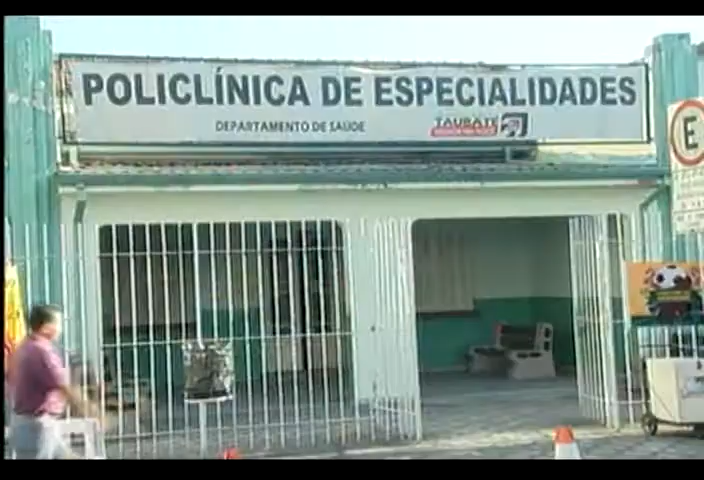 POLICLÍNICA DE ESPECIALIDADES
DEPARTAMENTO DE SAÚDE
TAUBATÉ
E